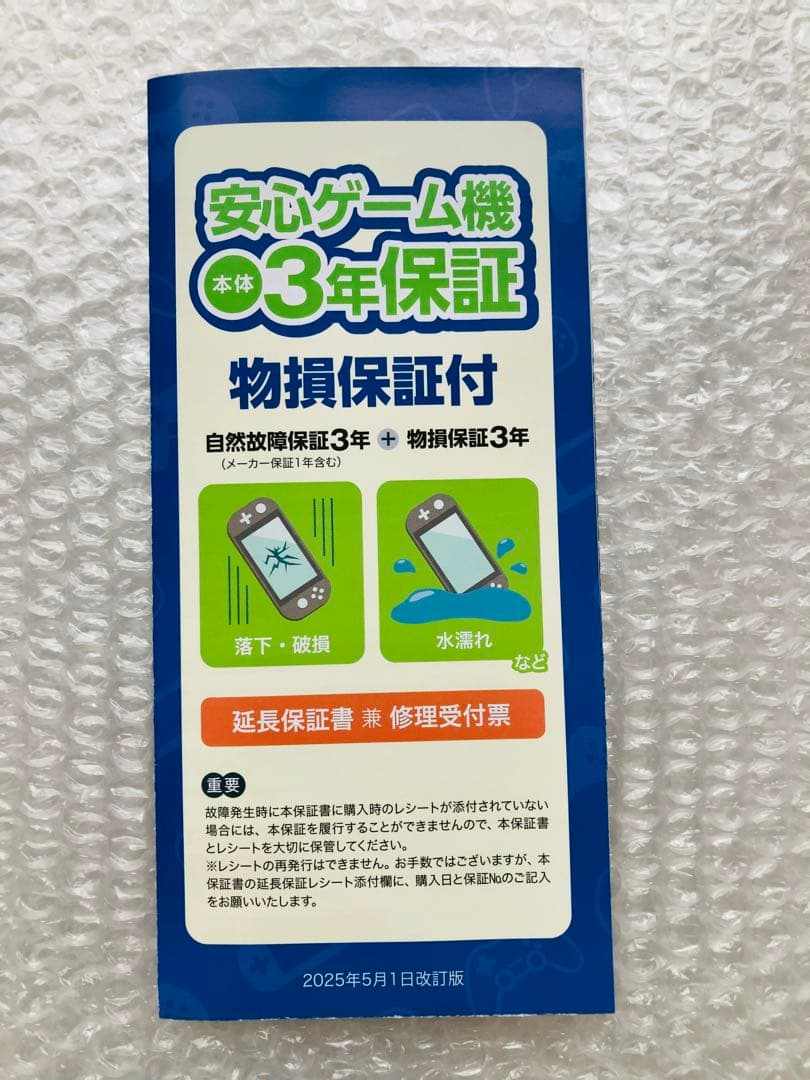 安心ゲーム機
本体3年保証
物損保証付
自然故障保証3年 + 物損保証3年
（メーカー保証1年含む）
落下・破損
水濡れ
など
延長保証書 兼 修理受付票
重要
故障発生時に本保証書に購入時のレシートが添付されていない
場合には、本保証を履行することができませんので、本保証書
とレシートを大切に保管してください。
※レシートの再発行はできません。お手数ではございますが、本
保証書の延長保証レシート添付欄に、購入日と保証№のご記入
をお願いいたします。
2025年5月1日改訂版